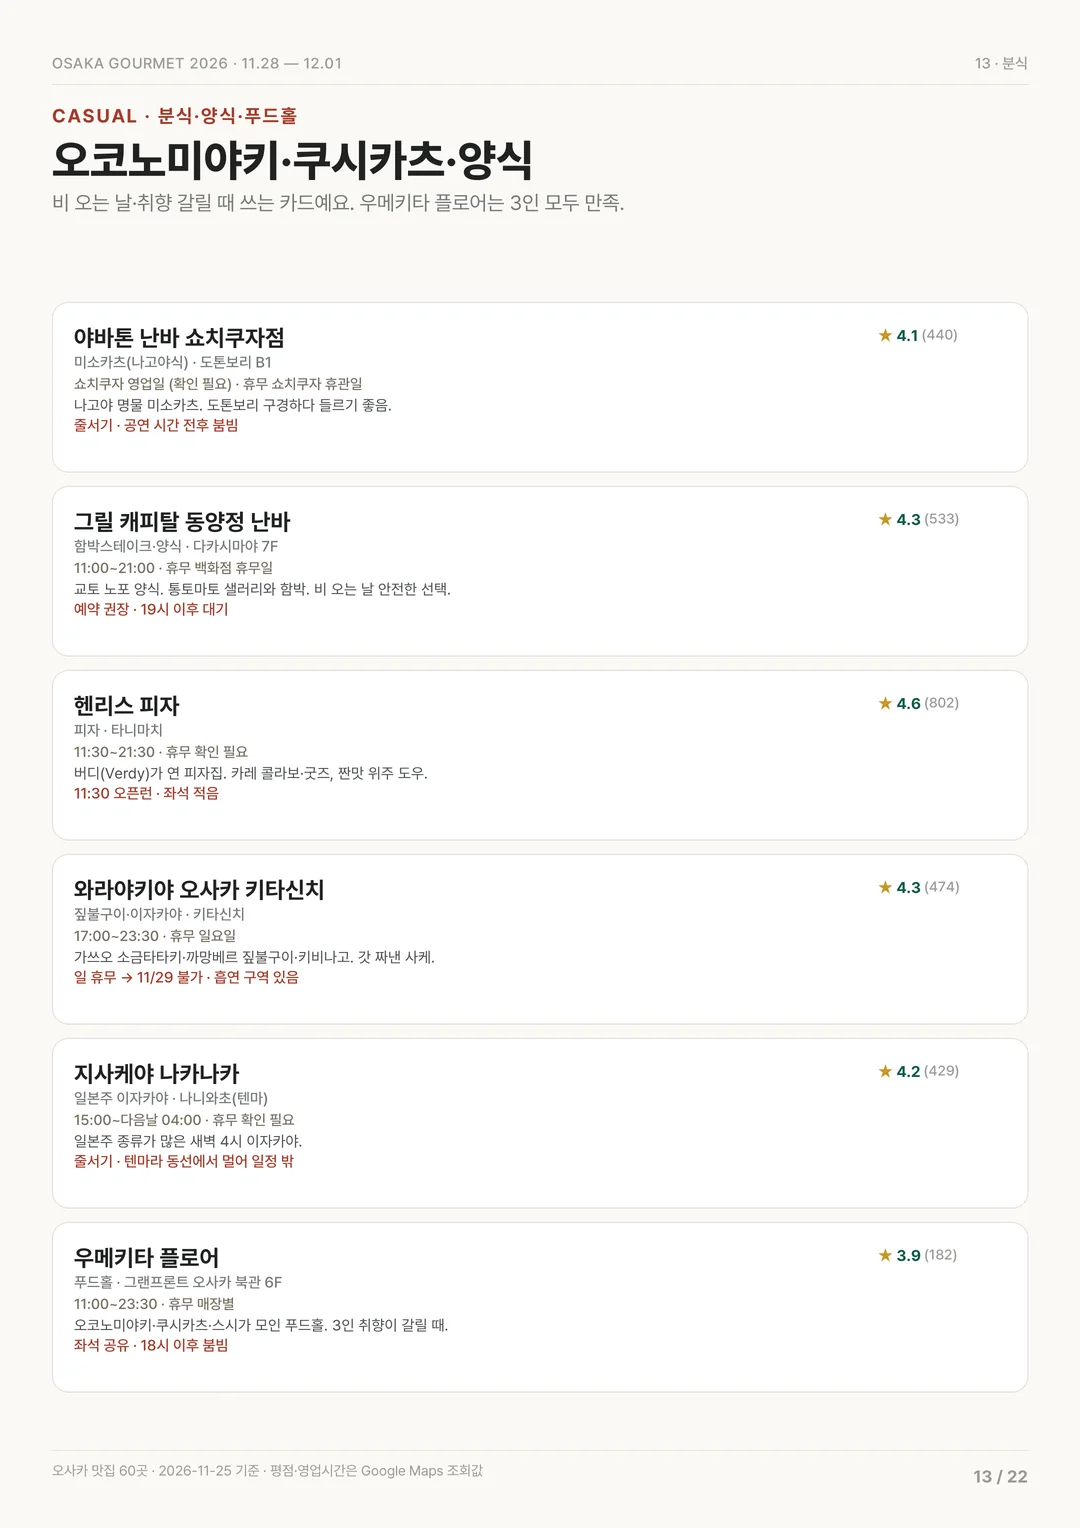 OSAKA GOURMET 2026 · 11.28 — 12.01
13 · 분식
CASUAL · 분식·양식·푸드홀
오코노미야키·쿠시카츠·양식
비 오는 날·취향 갈릴 때 쓰는 카드예요. 우메키타 플로어는 3인 모두 만족.
야바톤 난바 쇼치쿠자점
★ 4.1 (440)
미소카츠(나고야식) · 도톤보리 B1
쇼치쿠자 영업일 (확인 필요) · 휴무 쇼치쿠자 휴관일
나고야 명물 미소카츠. 도톤보리 구경하다 들르기 좋음.
줄서기 · 공연 시간 전후 붐빔
그릴 캐피탈 동양정 난바
★ 4.3 (533)
함박스테이크·양식 · 다카시마야 7F
11:00~21:00 · 휴무 백화점 휴무일
교토 노포 양식. 통토마토 샐러리와 함박. 비 오는 날 안전한 선택.
예약 권장 · 19시 이후 대기
헨리스 피자
★ 4.6 (802)
피자 · 타니마치
11:30~21:30 · 휴무 확인 필요
버디(Verdy)가 연 피자집. 카레 콜라보·굿즈, 짠맛 위주 도우.
11:30 오픈런 · 좌석 적음
와라야키야 오사카 키타신치
★ 4.3 (474)
짚불구이·이자카야 · 키타신치
17:00~23:30 · 휴무 일요일
가쓰오 소금타타키·까망베르 짚불구이·키비나고. 갓 짜낸 사케.
일 휴무 → 11/29 불가 · 흡연 구역 있음
지사케야 나카나카
★ 4.2 (429)
일본주 이자카야 · 나니와초(텐마)
15:00~다음날 04:00 · 휴무 확인 필요
일본주 종류가 많은 새벽 4시 이자카야.
줄서기 · 텐마라 동선에서 멀어 일정 밖
우메키타 플로어
★ 3.9 (182)
푸드홀 · 그랜프론트 오사카 북관 6F
11:00~23:30 · 휴무 매장별
오코노미야키·쿠시카츠·스시가 모인 푸드홀. 3인 취향이 갈릴 때.
좌석 공유 · 18시 이후 붐빔
오사카 맛집 60곳 · 2026-11-25 기준 · 평점·영업시간은 Google Maps 조회값
13 / 22